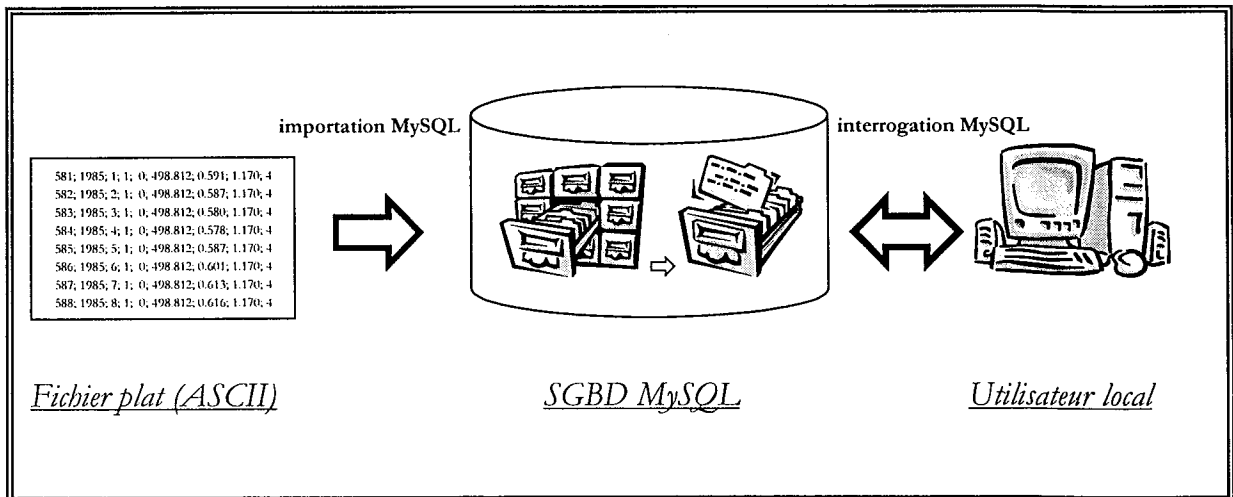 importation MySQL
interrogation MySQL
581; 1985; 1; 1; 0; 498.812; 0.591; 1.170; 4
582; 1985; 2; 1; 0; 498.812; 0.587; 1.170; 4
583; 1985; 3; 1; 0; 498.812; 0.580; 1.170; 4
584; 1985; 4; 1; 0; 498.812; 0.578; 1.170; 4
585; 1985; 5; 1; 0; 498.812; 0.587; 1.170; 4
586; 1985; 6; 1; 0; 498.812; 0.601; 1.170; 4
587; 1985; 7; 1; 0; 498.812; 0.613; 1.170; 4
588; 1985; 8; 1; 0; 498.812; 0.616; 1.170; 4
Fichier plat (ASCII)
SGBD MySQL
Utilisateur local